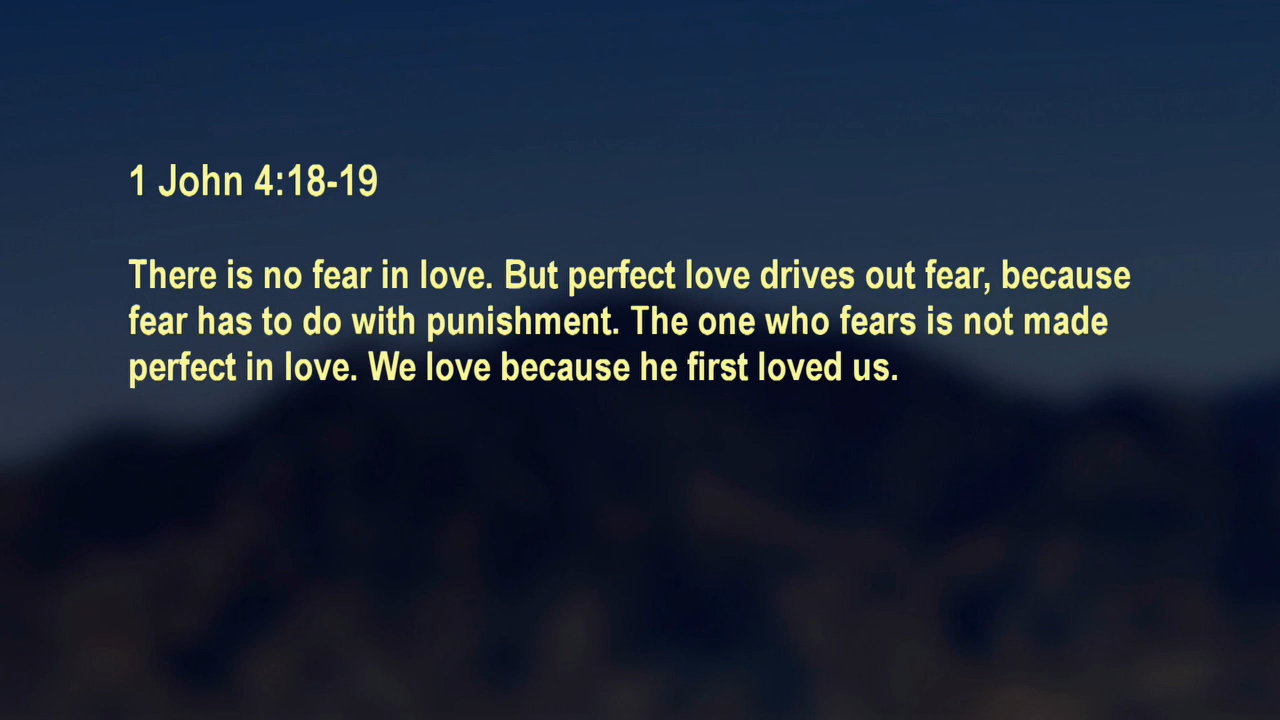 1 John 4:18-19
There is no fear in love. But perfect love drives out fear, because
fear has to do with punishment. The one who fears is not made
perfect in love. We love because he first loved us.